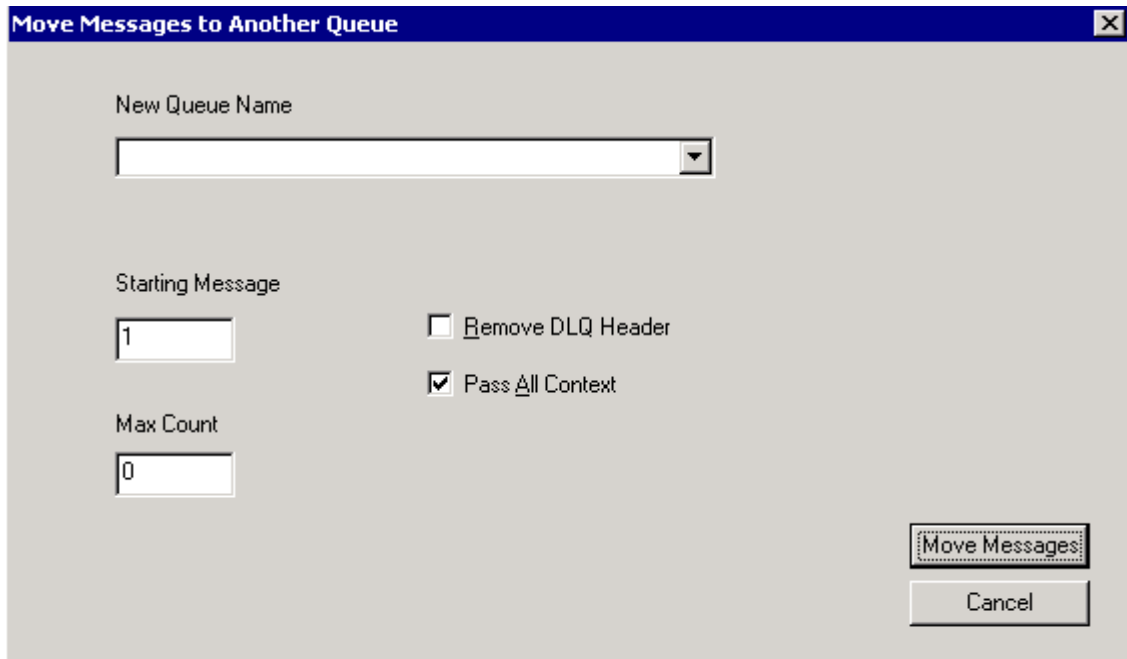 Move Messages to Another Queue
New Queue Name
Starting Message
1
Remove DLQ Header
Pass All Context
Max Count
0
Move Messages
Cancel